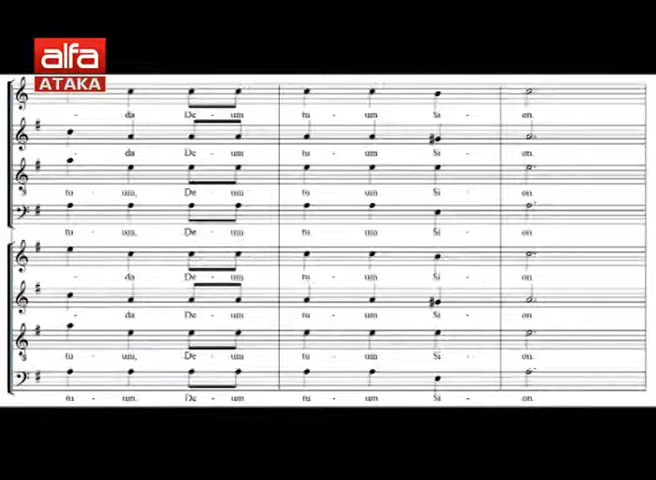 alfa
ATAKA
- da De - um tu - um Si - on.
- da De - um tu - um Si - on.
tu - um, De - um tu - um Si - on.
tu - um, De - um tu - um Si - on.
- da De - um tu - um Si - on.
- da De - um tu - um Si - on.
tu - um, De - um tu - um Si - on.
tu - um. De - um tu - um Si - on.